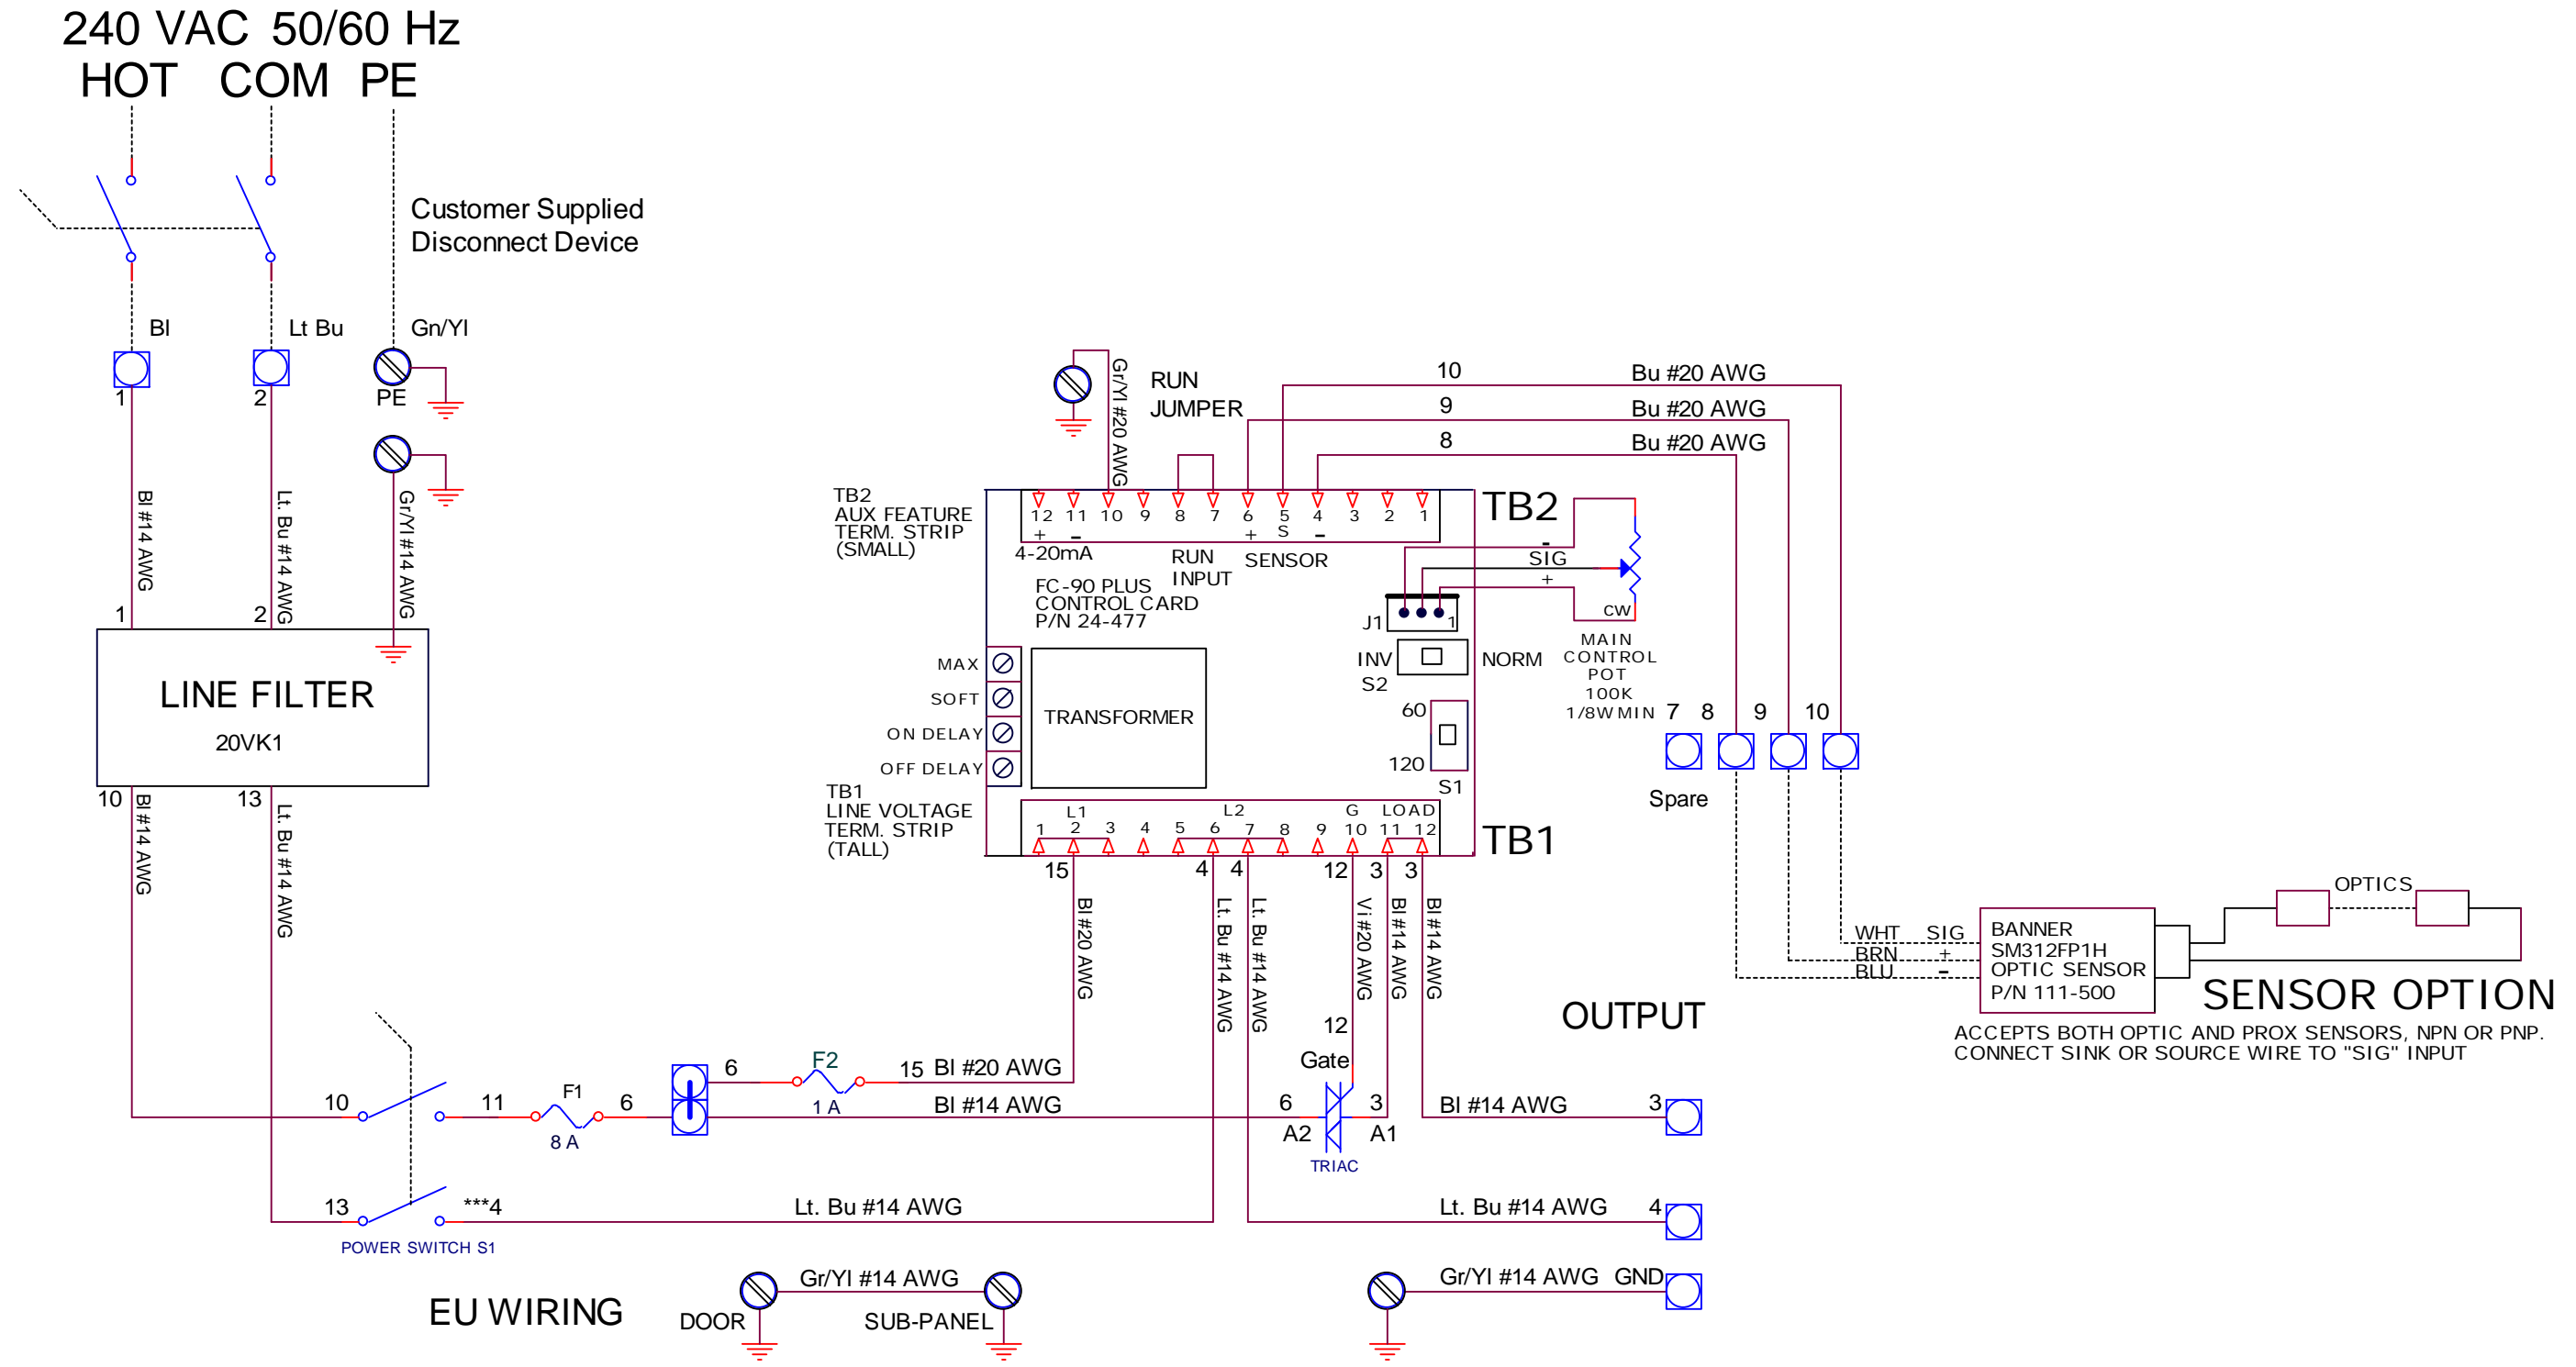 240 VAC 50/60 Hz
HOT COM PE
Customer Supplied
Disconnect Device
Bl
Lt Bu
Gn/Yl
1
2
PE
Bl #14 AWG
Lt. Bu #14 AWG
Gr/Yl #14 AWG
1
2
LINE FILTER
20VK1
10
13
Bl #14 AWG
Lt. Bu #14 AWG
10
11
F1
8 A
6
13
***4
POWER SWITCH S1
6
F2
1 A
15
Bl #20 AWG
Bl #14 AWG
Lt. Bu #14 AWG
EU WIRING
DOOR
Gr/Yl #14 AWG
SUB-PANEL
Gr/Yl #20 AWG
RUN
JUMPER
10
Bu #20 AWG
9
Bu #20 AWG
8
Bu #20 AWG
TB2
AUX FEATURE
TERM. STRIP
(SMALL)
12 11 10 9 8 7 6 5 4 3 2 1
+ - + S -
4-20mA
RUN
INPUT
SENSOR
TB2
FC-90 PLUS
CONTROL CARD
P/N 24-477
-
SIG
+
CW
J1
1
MAIN
CONTROL
POT
100K
1/8W MIN
INV
NORM
S2
60
120
S1
MAX
SOFT
ON DELAY
OFF DELAY
TRANSFORMER
TB1
LINE VOLTAGE
TERM. STRIP
(TALL)
L1 L2 G LOAD
1 2 3 4 5 6 7 8 9 10 11 12
TB1
15 4 4 12 3 3
Bl #20 AWG
Lt. Bu #14 AWG
Lt. Bu #14 AWG
Vi #20 AWG
Bl #14 AWG
Bl #14 AWG
12
Gate
6
3
A2
A1
TRIAC
7 8 9 10
Spare
OUTPUT
Bl #14 AWG 3
Lt. Bu #14 AWG 4
Gr/Yl #14 AWG GND
WHT SIG
BRN +
BLU -
BANNER
SM312FP1H
OPTIC SENSOR
P/N 111-500
OPTICS
SENSOR OPTION
ACCEPTS BOTH OPTIC AND PROX SENSORS, NPN OR PNP.
CONNECT SINK OR SOURCE WIRE TO "SIG" INPUT